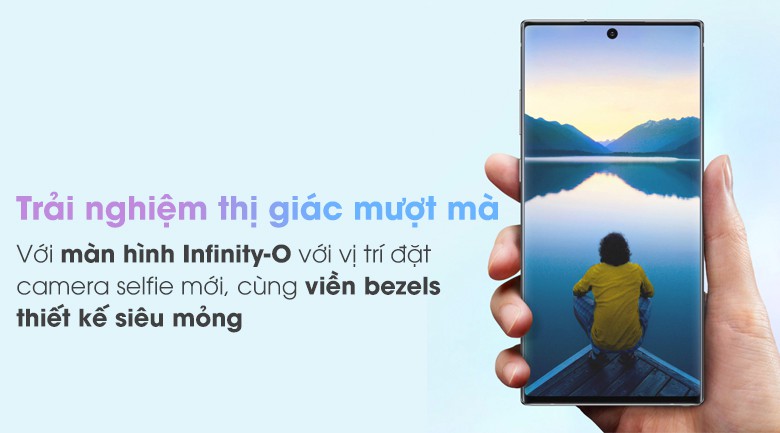 Trải nghiệm thị giác mượt mà
Với màn hình Infinity-O với vị trí đặt
camera selfie mới, cùng viền bezels
thiết kế siêu mỏng